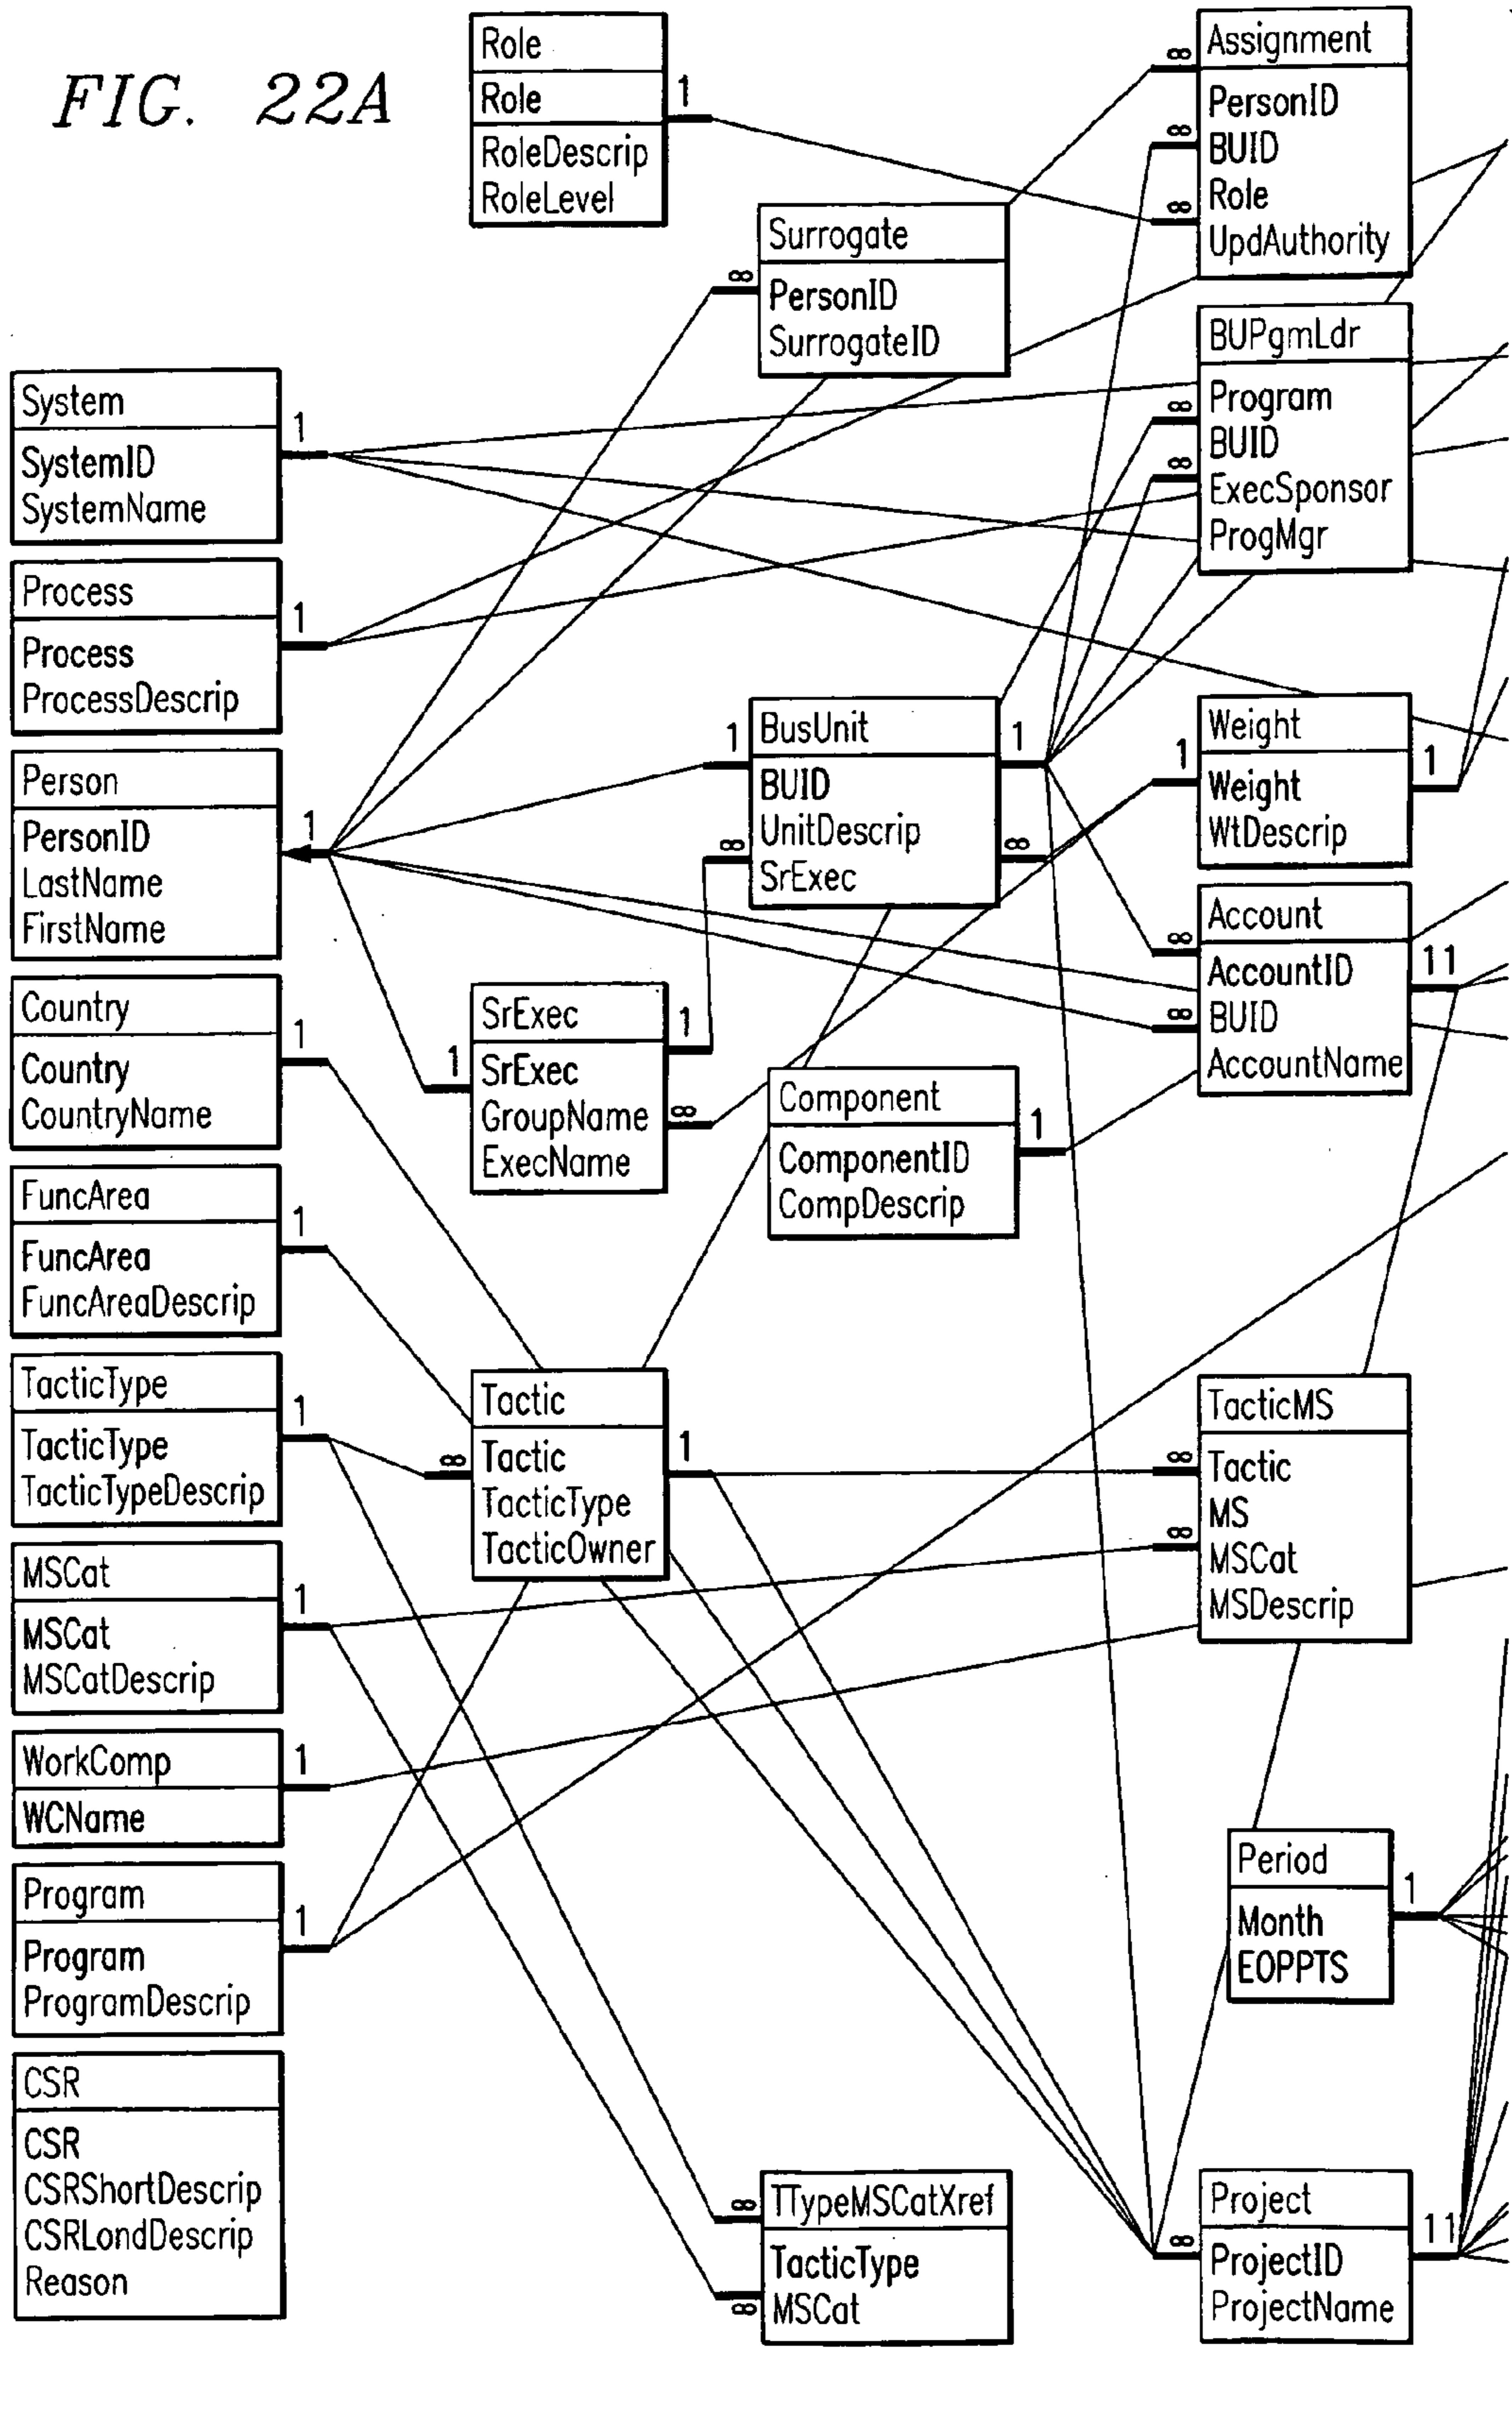 FIG. 22A
Role
Role
RoleDescrip
RoleLevel
1
Assignment
PersonID
BUID
Role
UpdAuthority
∞
∞
∞
Surrogate
PersonID
SurrogateID
∞
BUPgmLdr
Program
BUID
ExecSponsor
ProgMgr
∞
∞
System
SystemID
SystemName
1
Process
Process
ProcessDescrip
1
Person
PersonID
LastName
FirstName
1
BusUnit
BUID
UnitDescrip
SrExec
1
1
∞
∞
Weight
Weight
WtDescrip
1
1
Account
AccountID
BUID
AccountName
∞
∞
11
Country
Country
CountryName
1
SrExec
SrExec
GroupName
ExecName
1
1
∞
Component
ComponentID
CompDescrip
1
FuncArea
FuncArea
FuncAreaDescrip
1
TacticType
TacticType
TacticTypeDescrip
1
Tactic
Tactic
TacticType
TacticOwner
∞
1
TacticMS
Tactic
MS
MSCat
MSDescrip
∞
∞
MSCat
MSCat
MSCatDescrip
1
WorkComp
WCName
1
Program
Program
ProgramDescrip
1
Period
Month
EOPPTS
1
CSR
CSR
CSRShortDescrip
CSRLondDescrip
Reason
TTypeMSCatXref
TacticType
MSCat
∞
∞
Project
ProjectID
ProjectName
∞
11